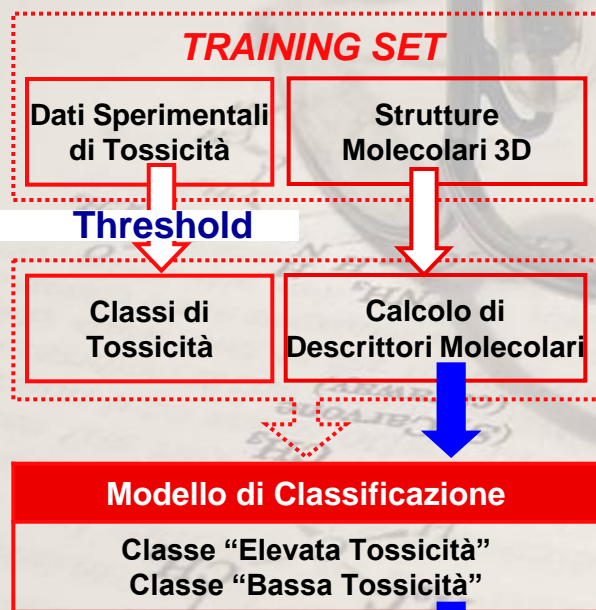 TRAINING SET
Dati Sperimentali
di Tossicità
Strutture
Molecolari 3D
Threshold
Classi di
Tossicità
Calcolo di
Descrittori Molecolari
Modello di Classificazione
Classe “Elevata Tossicità”
Classe “Bassa Tossicità”